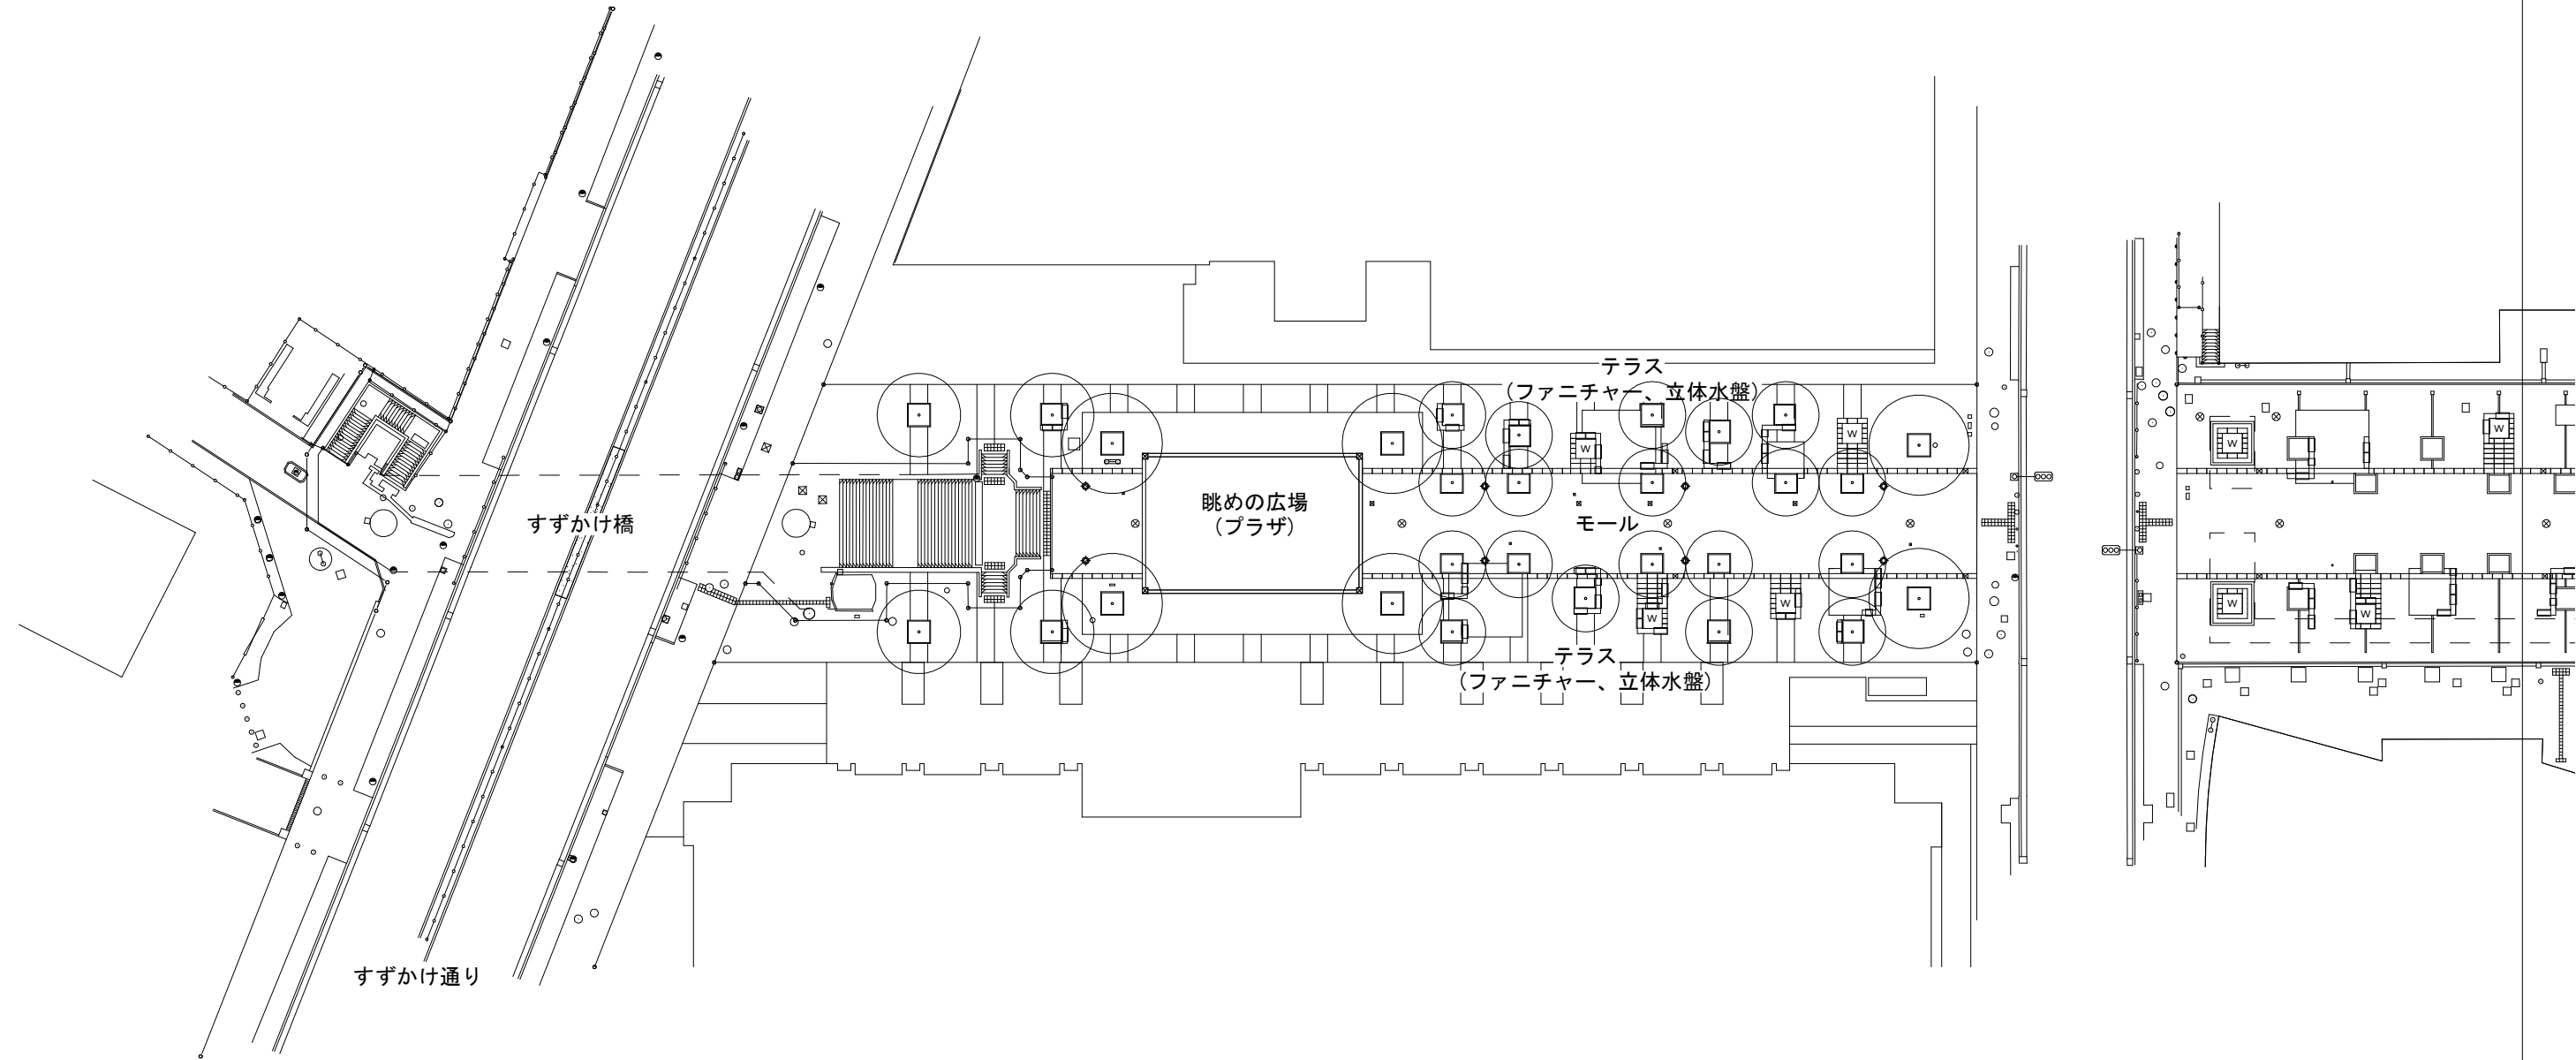 テラス
(ファニチャー、立体水盤)
W
W
W
眺めの広場
(プラザ)
すずかけ橋
モール
W
W
W
W
W
テラス
(ファニチャー、立体水盤)
すずかけ通り